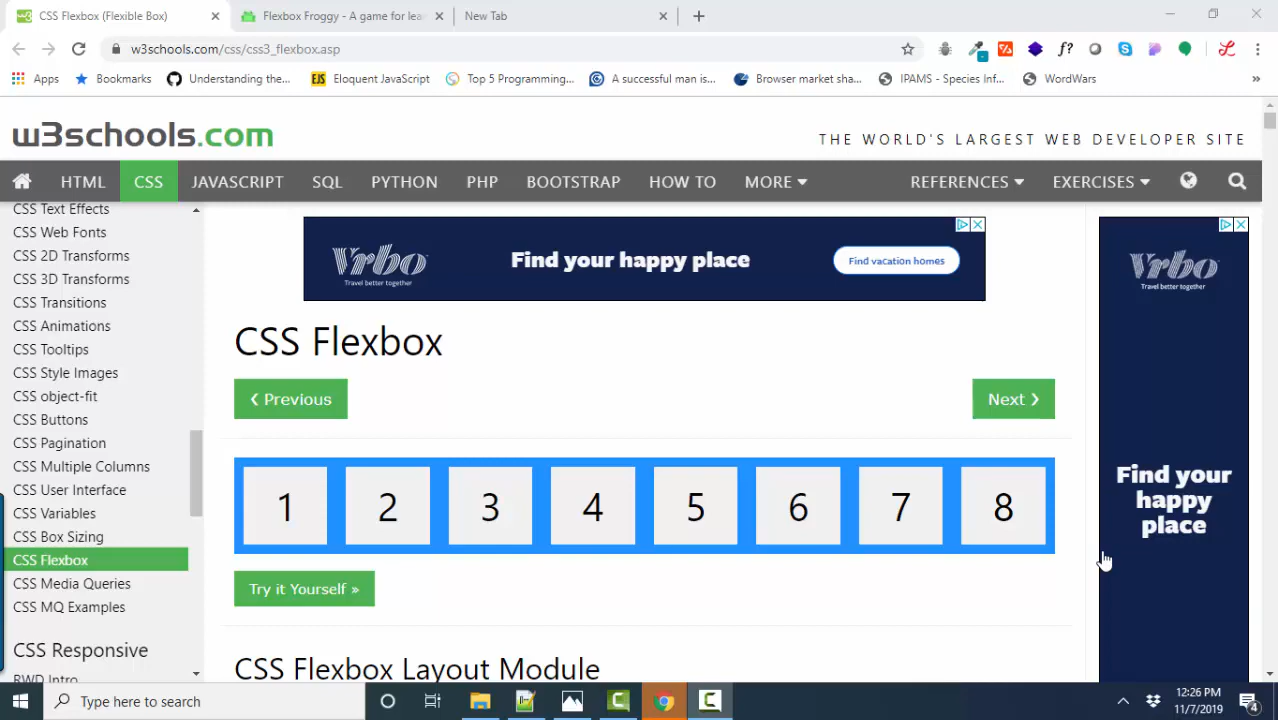 CSS Flexbox (Flexible Box)
Flexbox Froggy - A game for lea
New Tab
w3schools.com/css/css3_flexbox.asp
f?
Apps
Bookmarks
Understanding the...
EJS Eloquent JavaScript
Top 5 Programming...
A successful man is...
Browser market sha...
IPAMS - Species Inf...
WordWars
»
w3schools.com
THE WORLD'S LARGEST WEB DEVELOPER SITE
HTML CSS JAVASCRIPT SQL PYTHON PHP BOOTSTRAP HOW TO MORE REFERENCES EXERCISES
CSS Text Effects
CSS Web Fonts
CSS 2D Transforms
CSS 3D Transforms
CSS Transitions
CSS Animations
CSS Tooltips
CSS Style Images
CSS object-fit
CSS Buttons
CSS Pagination
CSS Multiple Columns
CSS User Interface
CSS Variables
CSS Box Sizing
CSS Flexbox
CSS Media Queries
CSS MQ Examples
CSS Responsive
RWD Intro
Vrbo
Travel better together
Find your happy place
Find vacation homes
CSS Flexbox
❮ Previous
Next ❯
1 2 3 4 5 6 7 8
Try it Yourself »
CSS Flexbox Layout Module
Vrbo
Travel better together
Find your
happy
place
Type here to search
12:26 PM
11/7/2019
4